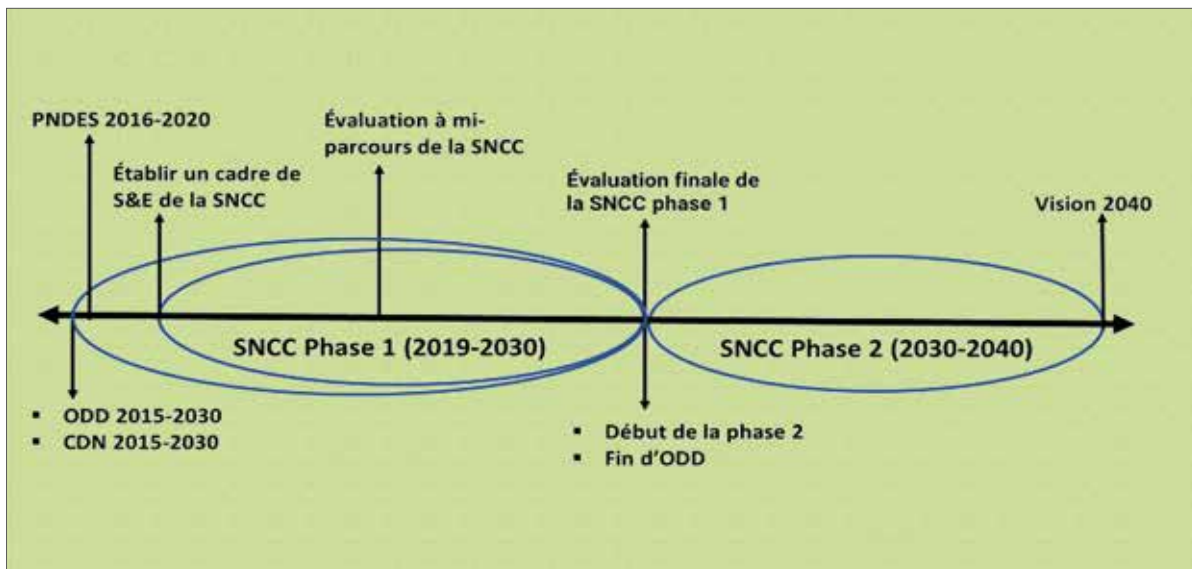 PNDES 2016-2020
Établir un cadre de
S&E de la SNCC
Évaluation à mi-
parcours de la SNCC
Évaluation finale de
la SNCC phase 1
Vision 2040
SNCC Phase 1 (2019-2030)
SNCC Phase 2 (2030-2040)
▪ ODD 2015-2030
▪ CDN 2015-2030
▪ Début de la phase 2
▪ Fin d'ODD